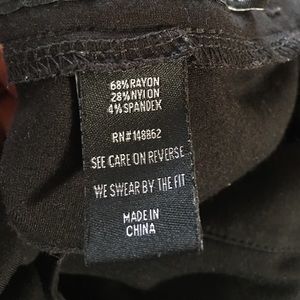 68% RAYON
28% NYLON
4% SPANDEX
RN# 148862
SEE CARE ON REVERSE
WE SWEAR BY THE FIT
MADE IN
CHINA